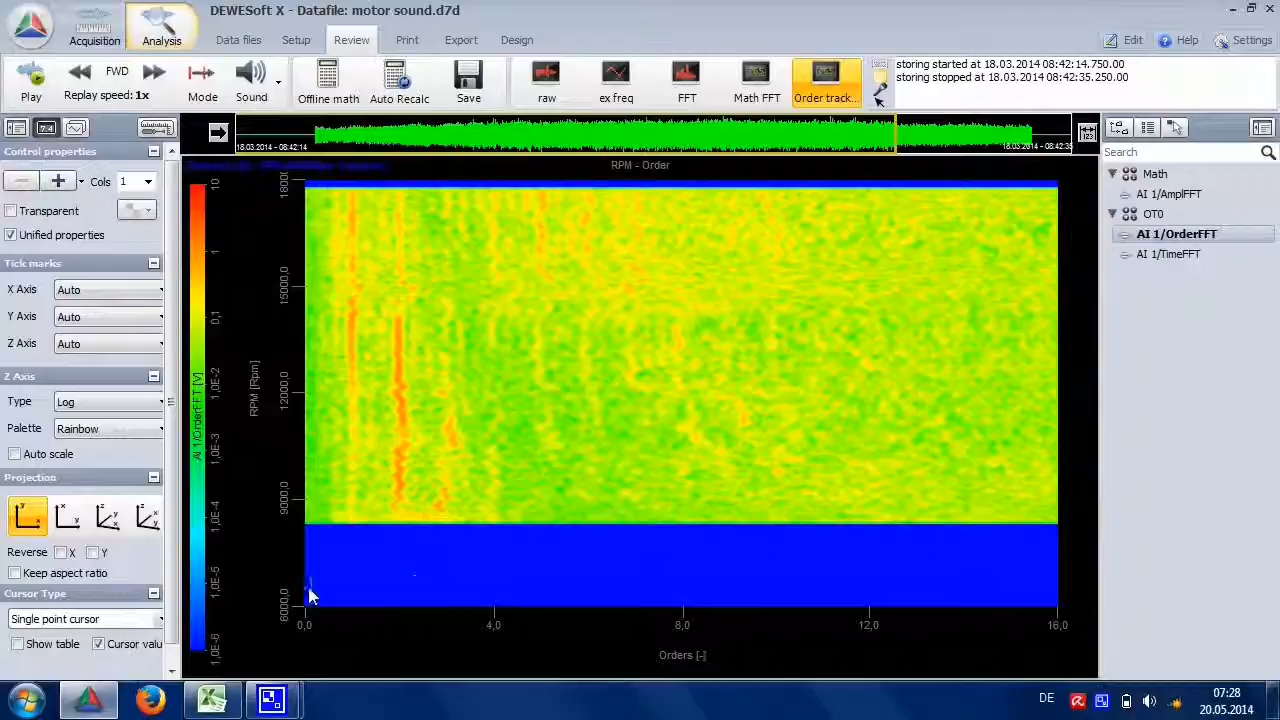 DEWESoft X - Datafile: motor sound.d7d
Acquisition
Analysis
Data files
Setup
Review
Print
Export
Design
Edit
Help
Settings
Play
FWD
Replay speed: 1x
Mode
Sound
Offline math
Auto Recalc
Save
raw
ex freq
FFT
Math FFT
Order track...
storing started at 18.03.2014 08:42:14.750.00
storing stopped at 18.03.2014 08:42:35.250.00
18.03.2014 - 08:42:14
18.03.2014 - 08:42:35
Control properties
Transparent
Unified properties
Tick marks
X Axis
Auto
Y Axis
Auto
Z Axis
Auto
Z Axis
Log
Palette
Rainbow
Auto scale
Projection
Reverse
X
Y
Keep aspect ratio
Cursor Type
Single point cursor
Show table
Cursor valu
RPM - Order
10
1
0,1
1,0E-2
1,0E-3
1,0E-4
1,0E-5
1,0E-6
AI 1/OrderFFT [V]
RPM [Rpm]
15000,0
12000,0
9000,0
6000,0
0,0
4,0
8,0
12,0
16,0
Orders [-]
Search
Math
AI 1/AmplFFT
OT0
AI 1/OrderFFT
AI 1/TimeFFT
DE
07:28
20.05.2014